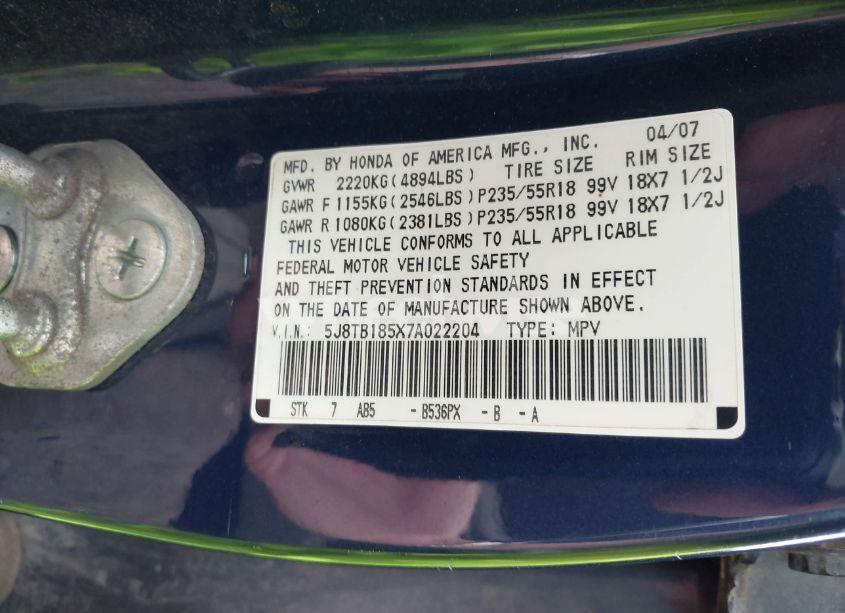 MFD. BY HONDA OF AMERICA MFG., INC. 04/07
GVWR 2220KG(4894LBS) TIRE SIZE RIM SIZE
GAWR F 1155KG(2546LBS) P235/55R18 99V 18X7 1/2J
GAWR R 1080KG(2381LBS) P235/55R18 99V 18X7 1/2J
THIS VEHICLE CONFORMS TO ALL APPLICABLE
FEDERAL MOTOR VEHICLE SAFETY
AND THEFT PREVENTION STANDARDS IN EFFECT
ON THE DATE OF MANUFACTURE SHOWN ABOVE.
V.I.N.: 5J8TB185X7A022204 TYPE: MPV
STK 7 AB5 -B536PX -B -A